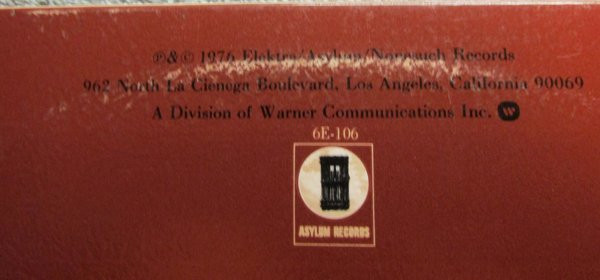 ℗&© 1976 Elektra/Asylum/Nonesuch Records
962 North La Cienega Boulevard, Los Angeles, California 90069
A Division of Warner Communications Inc.
6E-106
ASYLUM RECORDS